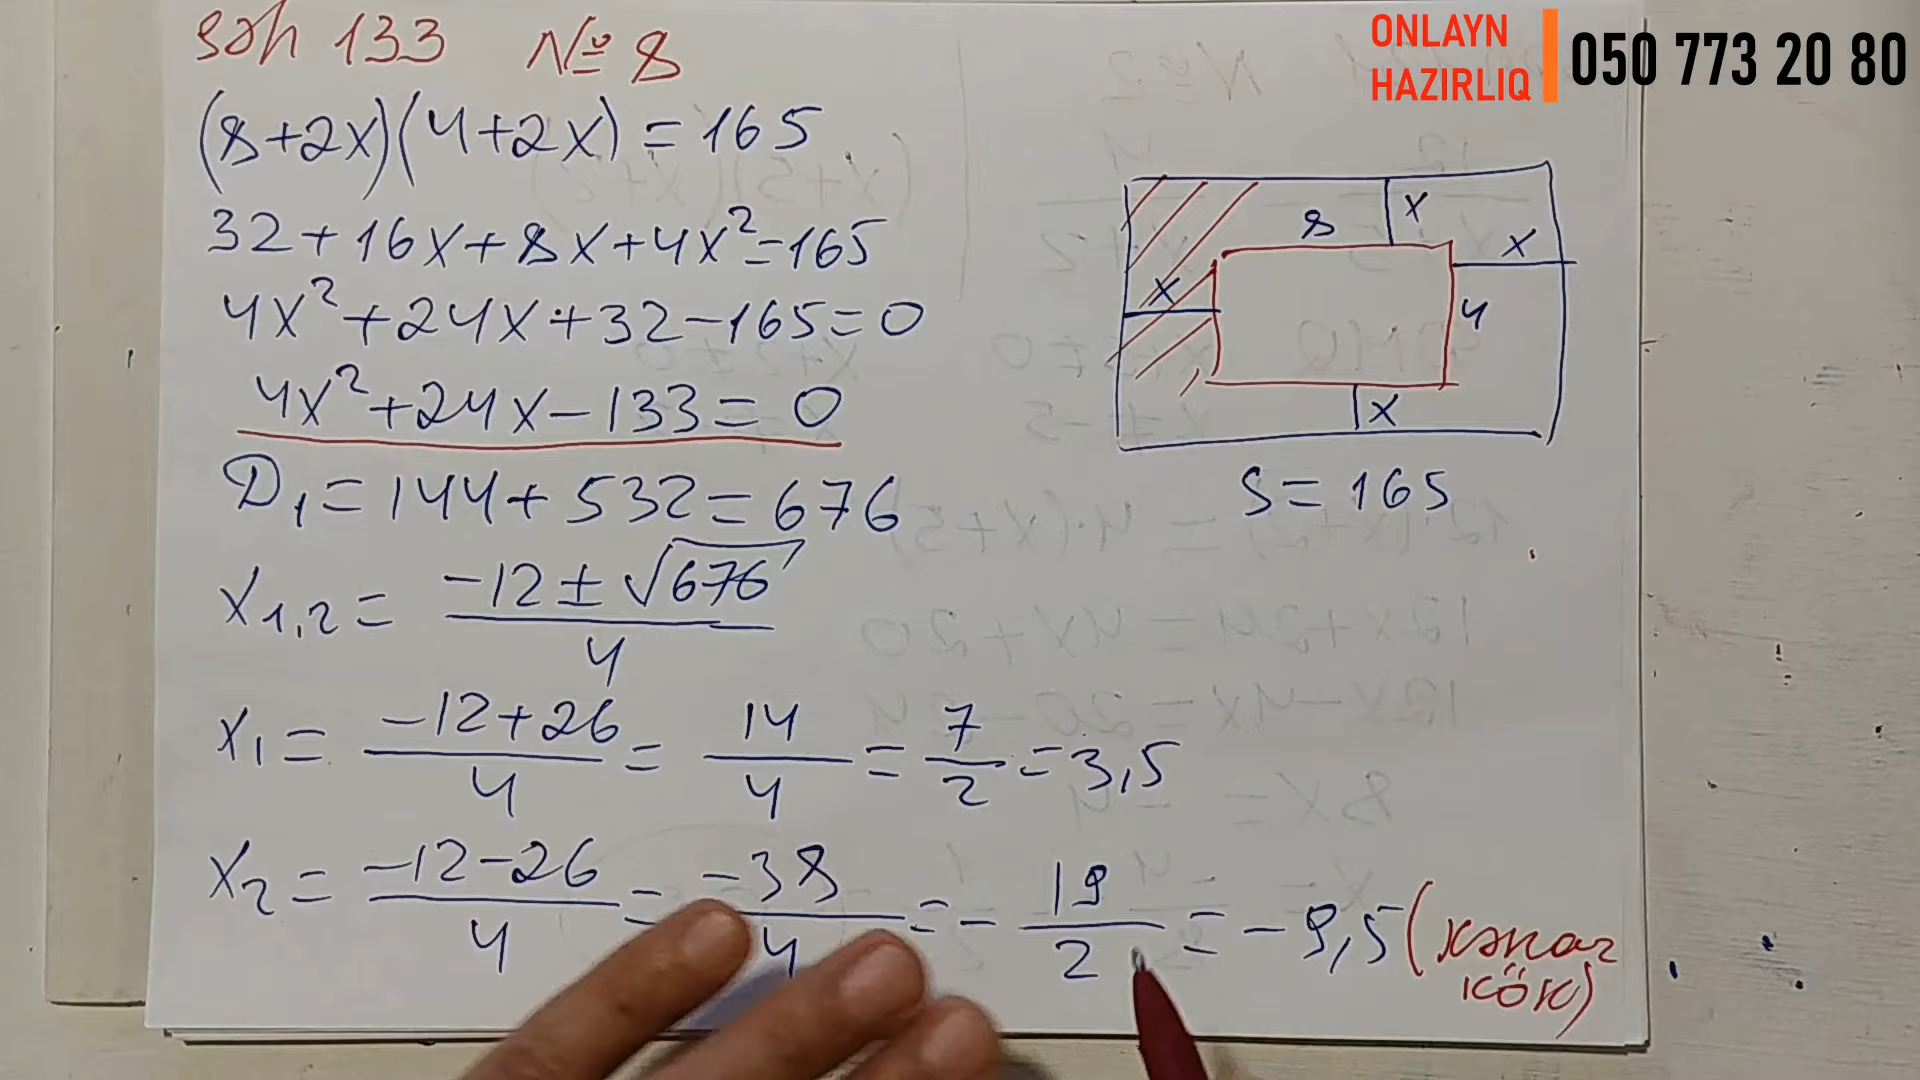 səh 133 № 8
ONLAYN
HAZIRLIQ
050 773 20 80
(8+2x)(4+2x)=165
32+16x+8x+4x²=165
4x²+24x+32-165=0
4x²+24x-133=0
D₁=144+532=676
x₁,₂= (-12±√676)/4
x₁= (-12+26)/4 = 14/4 = 7/2 = 3,5
x₂= (-12-26)/4 = -38/4 = -19/2 = -9,5 (kənar
kök)
8
x
x
x
4
x
S=165